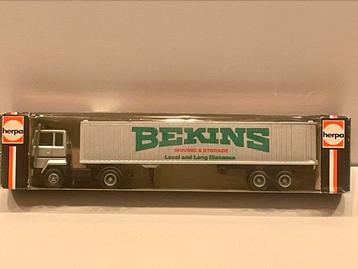 herpa
BEKINS
MOVING & STORAGE
Local and Long Distance
herpa